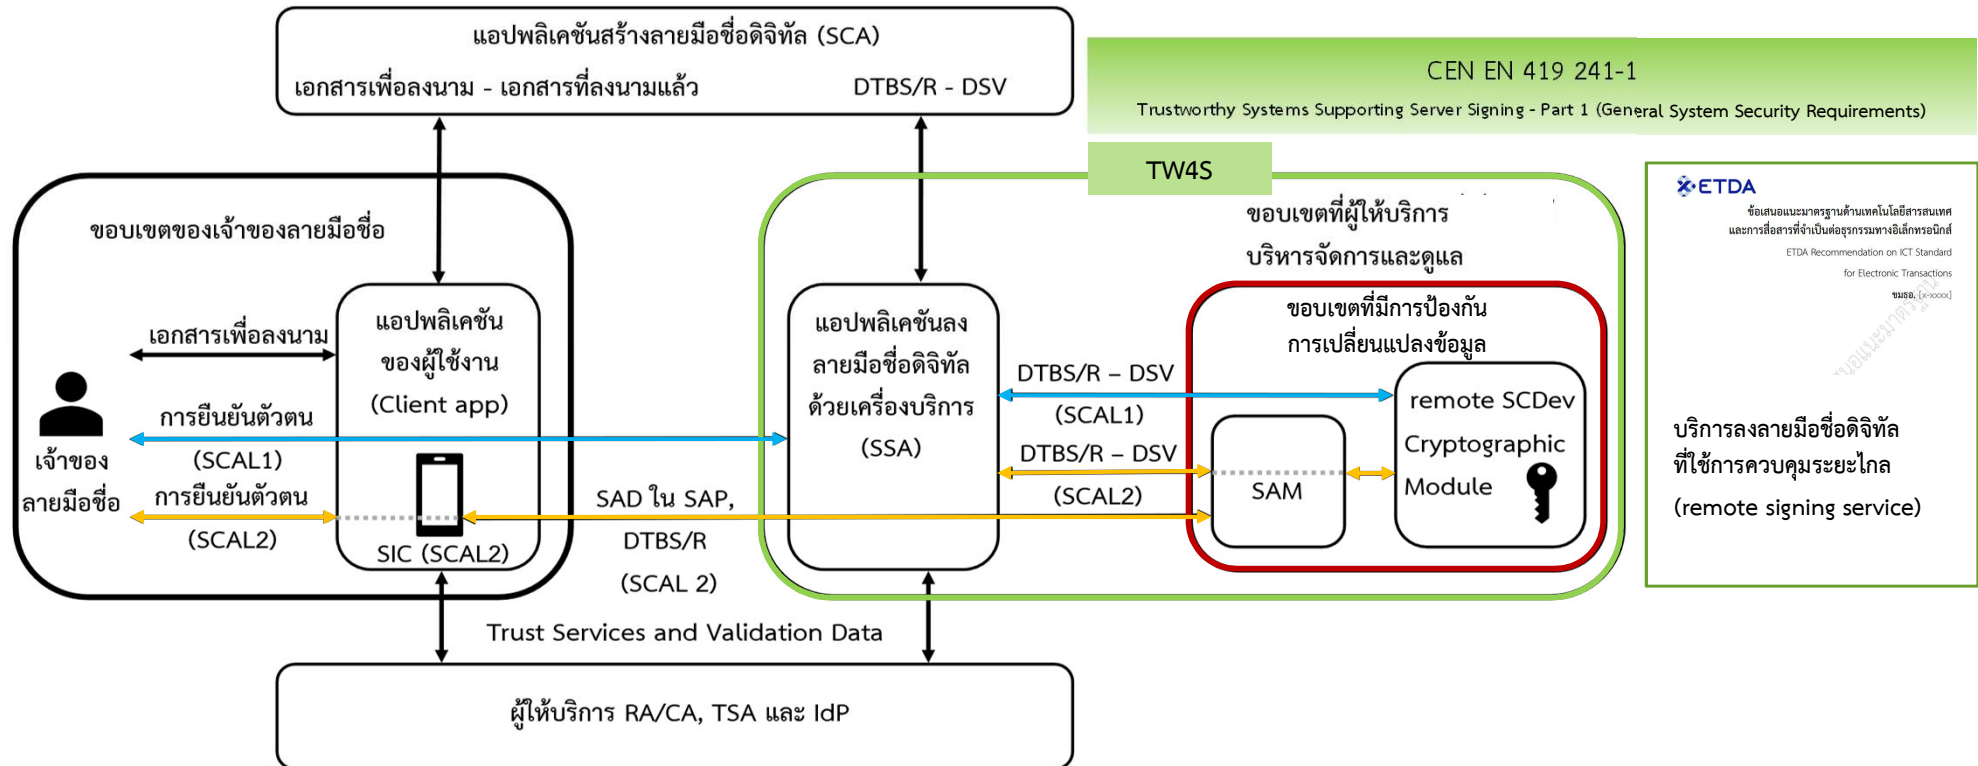 แอปพลิเคชันสร้างลายมือชื่อดิจิทัล (SCA)
เอกสารเพื่อลงนาม - เอกสารที่ลงนามแล้ว
DTBS/R - DSV
CEN EN 419 241-1
Trustworthy Systems Supporting Server Signing - Part 1 (General System Security Requirements)
TW4S
ขอบเขตของเจ้าของลายมือชื่อ
ขอบเขตที่ผู้ให้บริการ
บริหารจัดการและดูแล
ขอบเขตที่มีการป้องกัน
การเปลี่ยนแปลงข้อมูล
เอกสารเพื่อลงนาม
แอปพลิเคชัน
ของผู้ใช้งาน
(Client app)
การยืนยันตัวตน
(SCAL1)
เจ้าของ
ลายมือชื่อ
การยืนยันตัวตน
(SCAL2)
SIC (SCAL2)
SAD ใน SAP,
DTBS/R
(SCAL 2)
แอปพลิเคชันลง
ลายมือชื่อดิจิทัล
ด้วยเครื่องบริการ
(SSA)
DTBS/R – DSV
(SCAL1)
DTBS/R – DSV
(SCAL2)
SAM
remote SCDev
Cryptographic
Module
Trust Services and Validation Data
ผู้ให้บริการ RA/CA, TSA และ IdP
ETDA
ข้อเสนอแนะมาตรฐานด้านเทคโนโลยีสารสนเทศ
และการสื่อสารที่จำเป็นต่อธุรกรรมทางอิเล็กทรอนิกส์
ETDA Recommendation on ICT Standard
for Electronic Transactions
ขมธอ. [x-xxxx]
บริการลงลายมือชื่อดิจิทัล
ที่ใช้การควบคุมระยะไกล
(remote signing service)